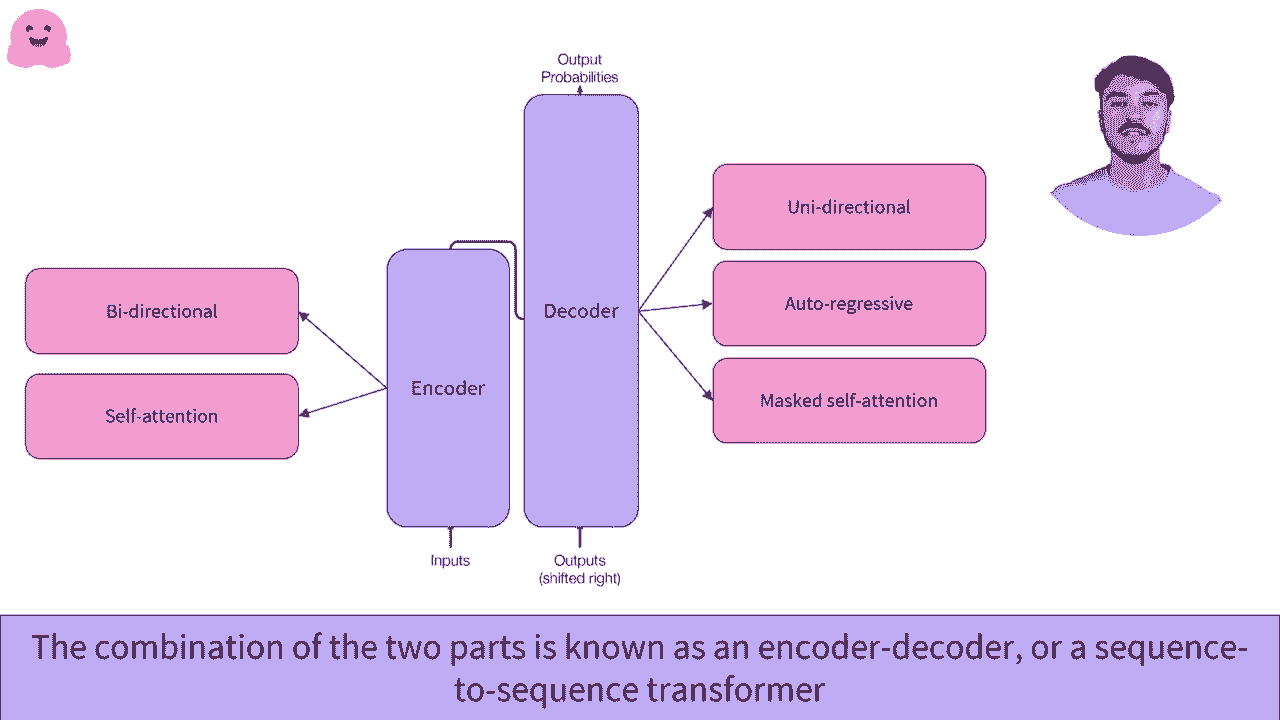 Output
Probabilities
Uni-directional
Bi-directional
Decoder
Auto-regressive
Self-attention
Encoder
Masked self-attention
Inputs
Outputs
(shifted right)
The combination of the two parts is known as an encoder-decoder, or a sequence-
to-sequence transformer